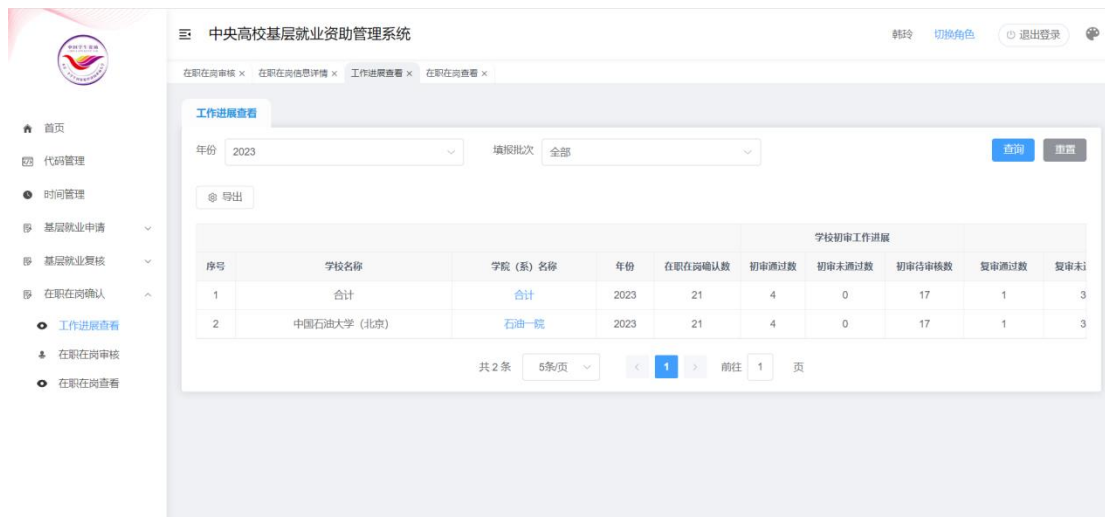 中央高校基层就业资助管理系统 韩玲 切换角色 退出登录
在职在岗审核 × 在职在岗信息详情 × 工作进展查看 × 在职在岗查看 ×
首页
代码管理
时间管理
基层就业申请
基层就业复核
在职在岗确认
工作进展查看
在职在岗审核
在职在岗查看
工作进展查看
年份 2023 填报批次 全部 查询 重置
导出
学校初审工作进展
序号 学校名称 学院（系）名称 年份 在职在岗确认数 初审通过数 初审未通过数 初审待审核数 复审通过数 复审未
1 合计 合计 2023 21 4 0 17 1 3
2 中国石油大学（北京） 石油一院 2023 21 4 0 17 1 3
共 2 条 5条/页 < 1 > 前往 1 页